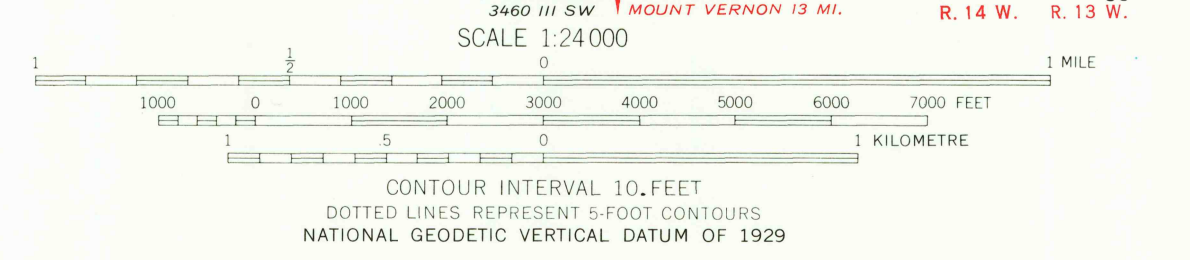 3460 III SW MOUNT VERNON 13 MI. R. 14 W. R. 13 W.
SCALE 1:24 000
1 1/2 0 1 MILE
1000 0 1000 2000 3000 4000 5000 6000 7000 FEET
1 .5 0 1 KILOMETRE
CONTOUR INTERVAL 10.FEET
DOTTED LINES REPRESENT 5-FOOT CONTOURS
NATIONAL GEODETIC VERTICAL DATUM OF 1929